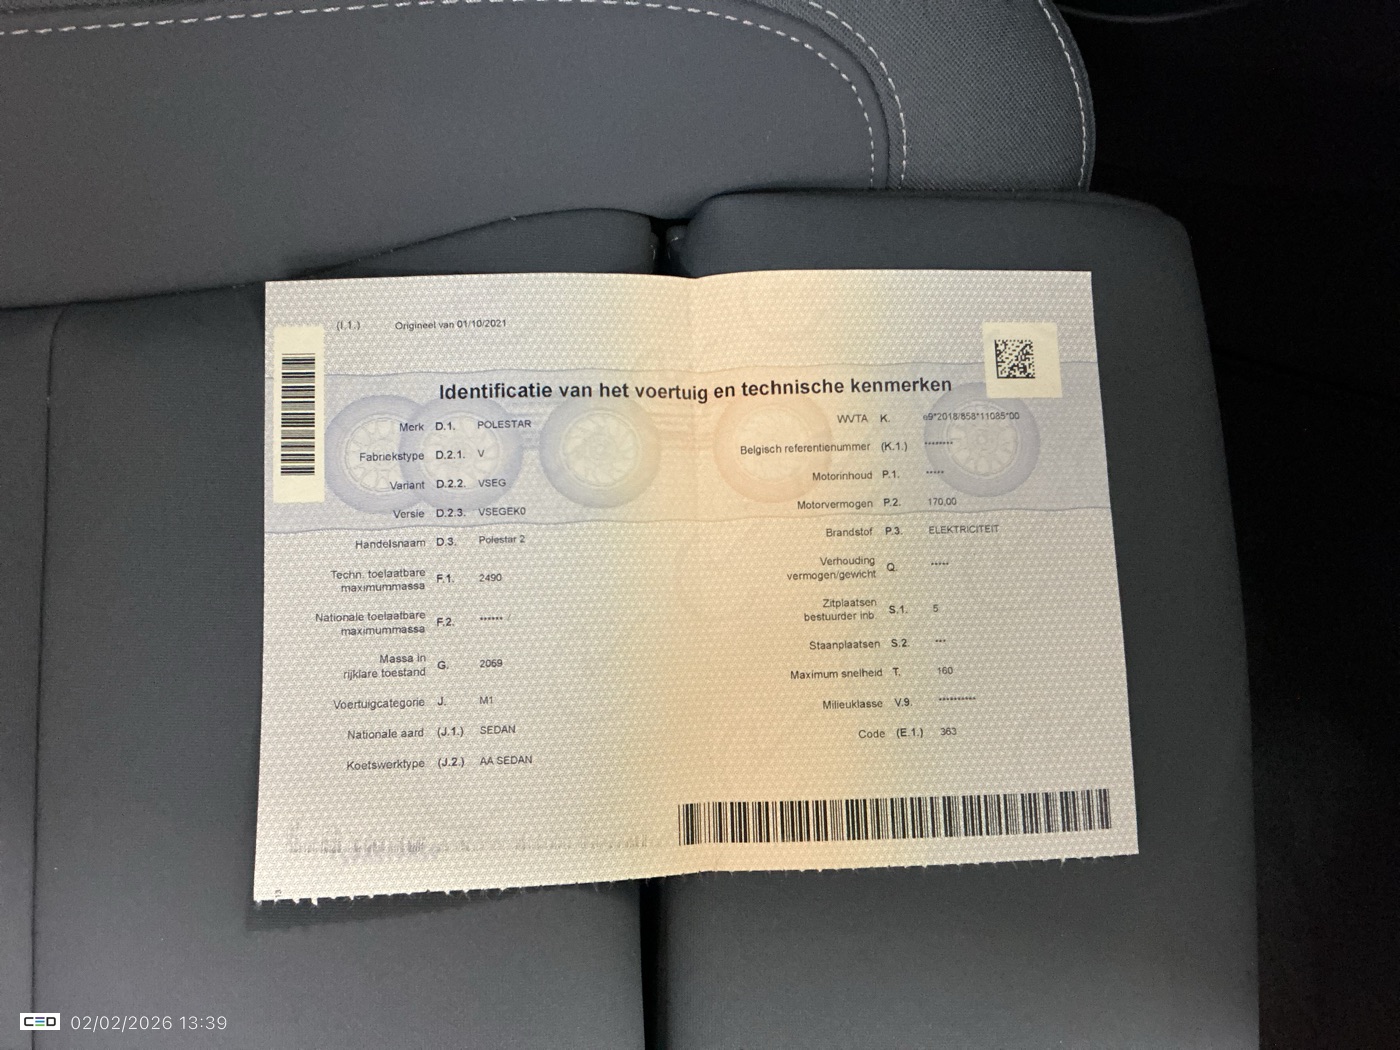 (I.1.) Origineel van 01/10/2021
Identificatie van het voertuig en technische kenmerken
Merk D.1. POLESTAR
Fabriekstype D.2.1. V
Variant D.2.2. VSEG
Versie D.2.3. VSEGEK0
Handelsnaam D.3. Polestar 2
Techn. toelaatbare
maximummassa F.1. 2490
Nationale toelaatbare
maximummassa F.2. ******
Massa in
rijklare toestand G. 2069
Voertuigcategorie J. M1
Nationale aard (J.1.) SEDAN
Koetswerktype (J.2.) AA SEDAN
WVTA K. e9*2018/858*11085*00
Belgisch referentienummer (K.1.) ********
Motorinhoud P.1. *****
Motorvermogen P.2. 170.00
Brandstof P.3. ELEKTRICITEIT
Verhouding
vermogen/gewicht Q. *****
Zitplaatsen
bestuurder inb. S.1. 5
Staanplaatsen S.2. ***
Maximum snelheid T. 160
Milieuklasse V.9. **********
Code (E.1.) 363
CED 02/02/2026 13:39